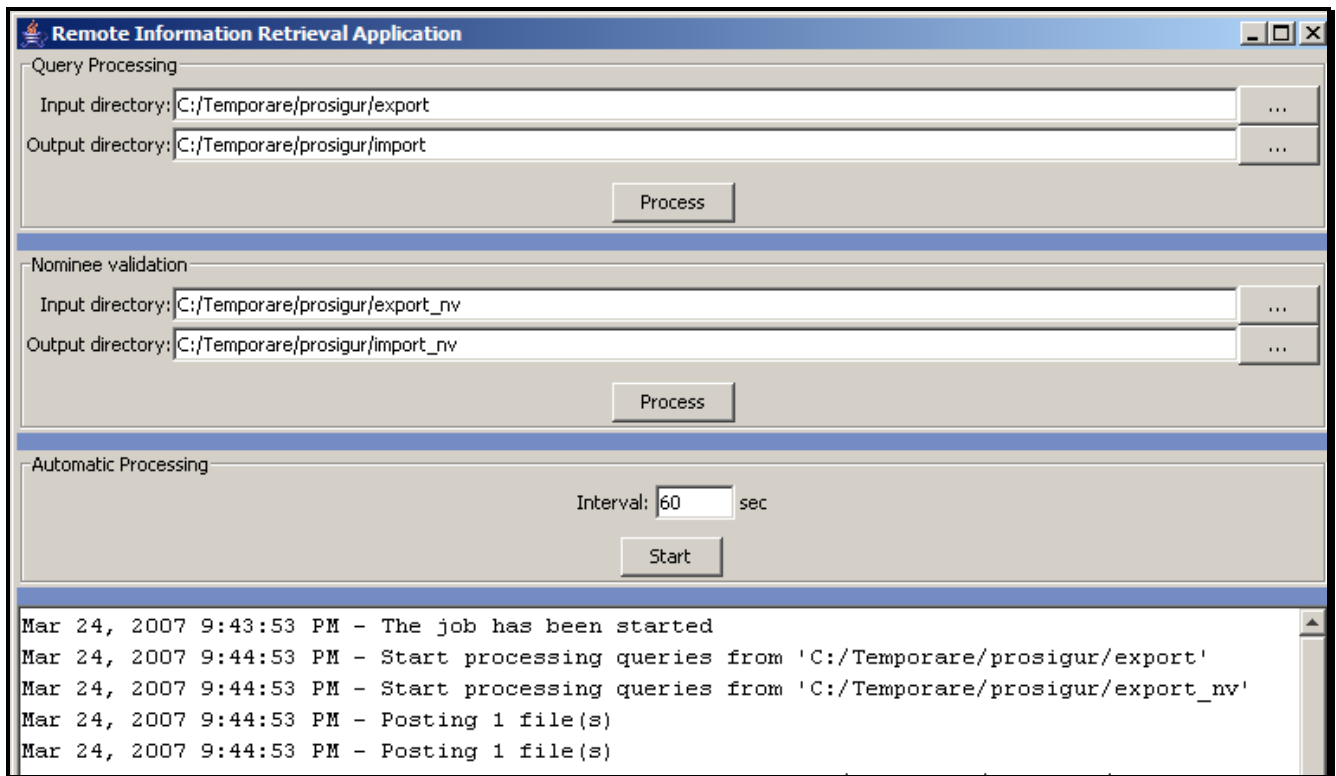 Remote Information Retrieval Application
Query Processing
Input directory: C:/Temporare/prosigur/export ...
Output directory: C:/Temporare/prosigur/import ...
Process
Nominee validation
Input directory: C:/Temporare/prosigur/export_nv ...
Output directory: C:/Temporare/prosigur/import_nv ...
Process
Automatic Processing
Interval: 60 sec
Start
Mar 24, 2007 9:43:53 PM - The job has been started
Mar 24, 2007 9:44:53 PM - Start processing queries from 'C:/Temporare/prosigur/export'
Mar 24, 2007 9:44:53 PM - Start processing queries from 'C:/Temporare/prosigur/export_nv'
Mar 24, 2007 9:44:53 PM - Posting 1 file(s)
Mar 24, 2007 9:44:53 PM - Posting 1 file(s)